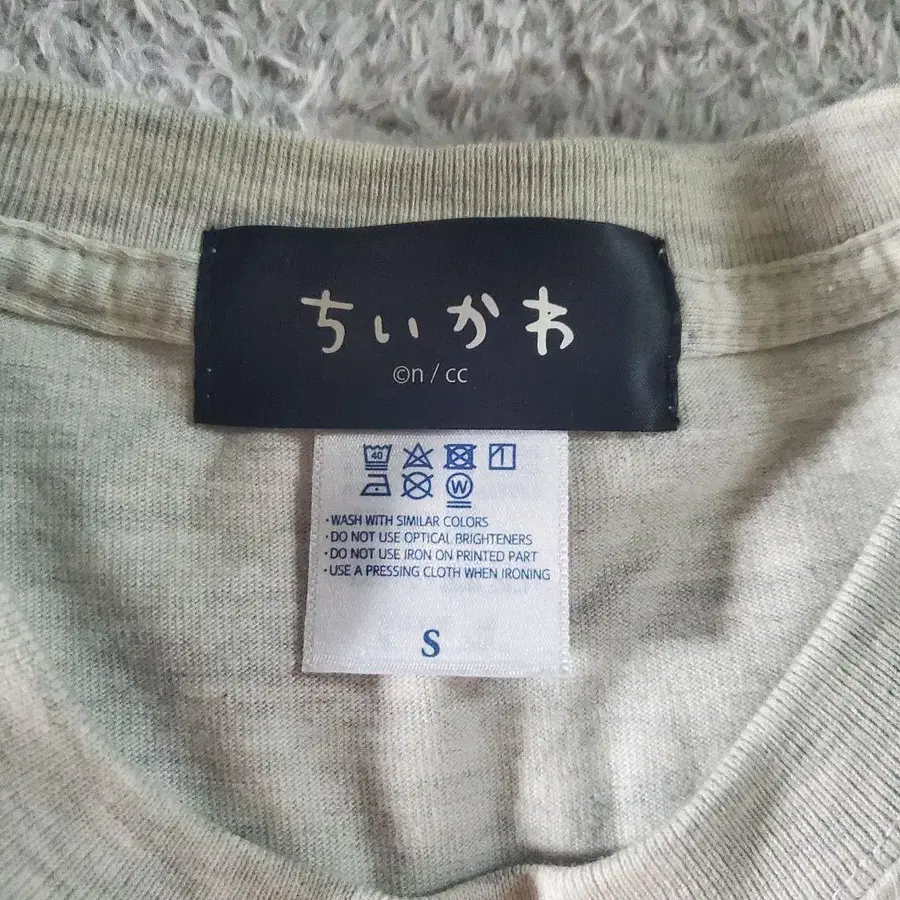 ちいかわ
©n / cc
40
W
・WASH WITH SIMILAR COLORS
・DO NOT USE OPTICAL BRIGHTENERS
・DO NOT USE IRON ON PRINTED PART
・USE A PRESSING CLOTH WHEN IRONING
S